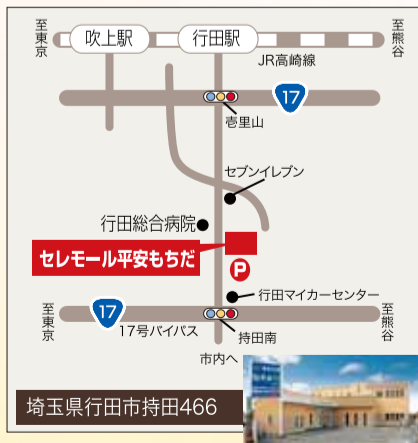 至東京
吹上駅
行田駅
至熊谷
JR高崎線
17
壱里山
セブンイレブン
行田総合病院
セレモール平安もちだ
P
行田マイカーセンター
至東京
17
17号バイパス
持田南
至熊谷
市内へ
埼玉県行田市持田466